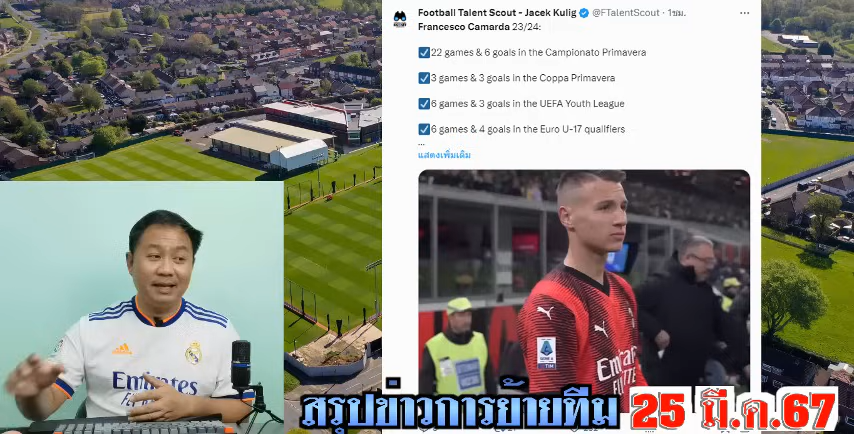 Football Talent Scout - Jacek Kulig @FTalentScout · 1ชม.
Francesco Camarda 23/24:
22 games & 6 goals in the Campionato Primavera
3 games & 3 goals in the Coppa Primavera
6 games & 3 goals in the UEFA Youth League
6 games & 4 goals in the Euro U-17 qualifiers
...
แสดงเพิ่มเติม
adidas
Emirates
FLY
SERIE A
Emirates
สรุปข่าวการย้ายทีม 25 มี.ค.67